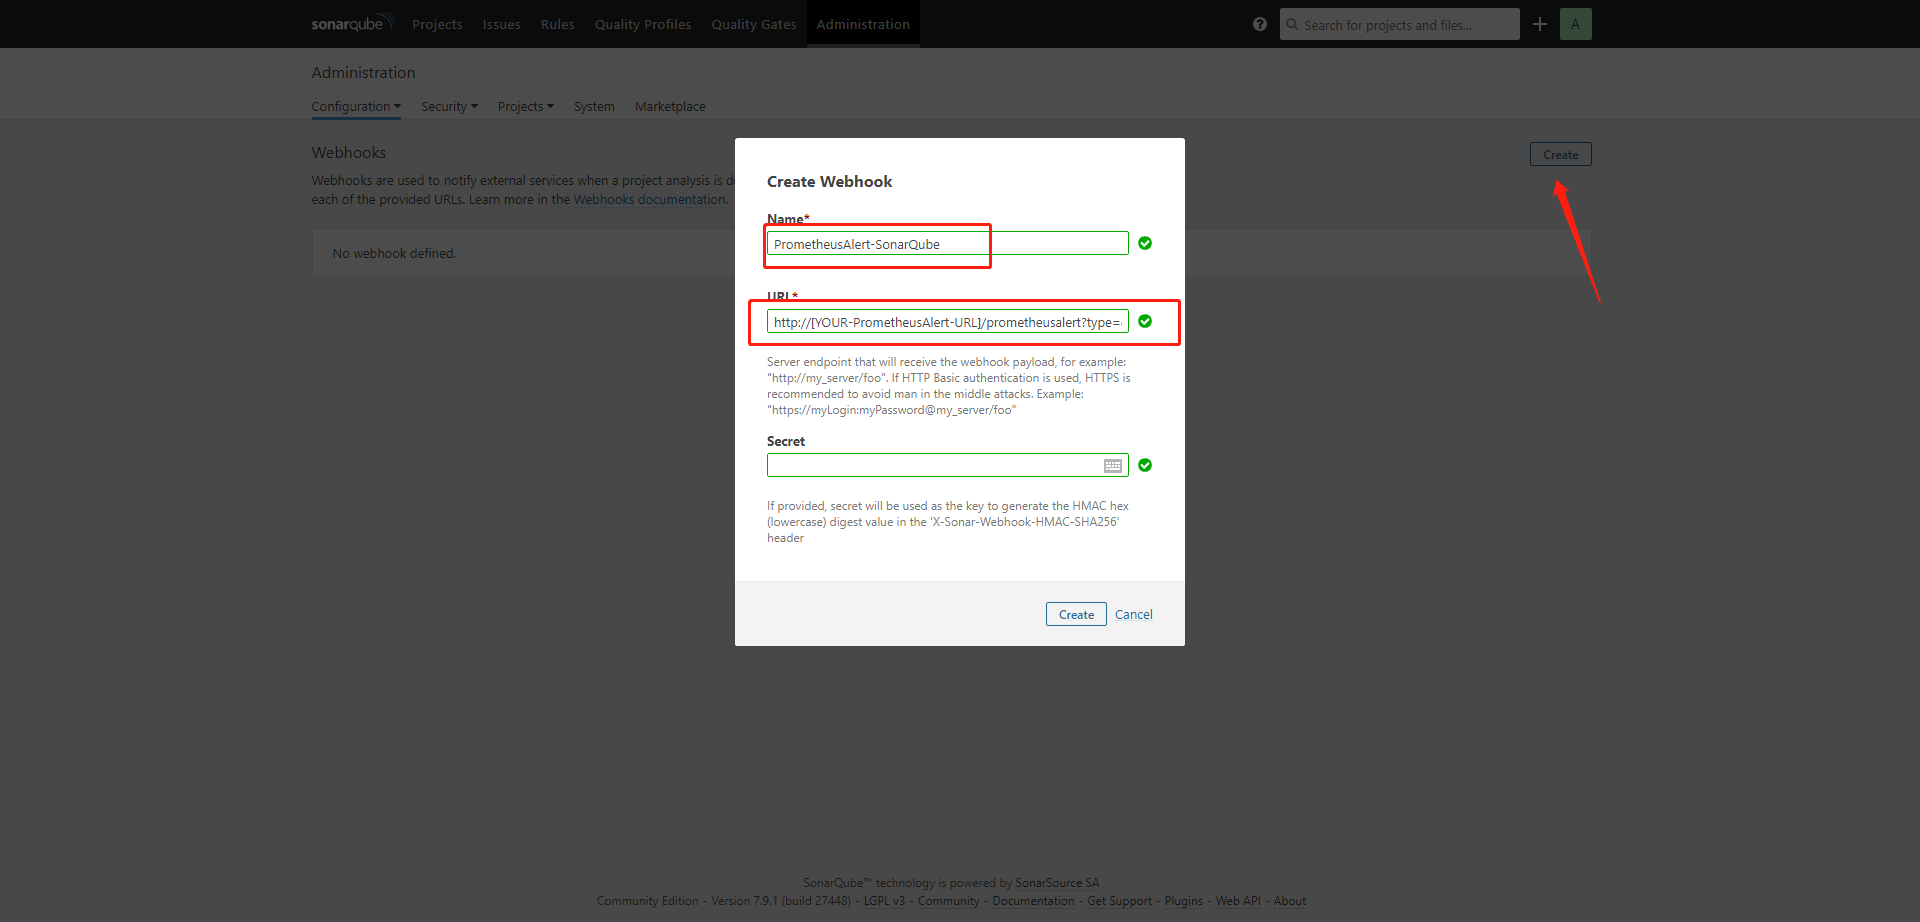 sonarqube Projects Issues Rules Quality Profiles Quality Gates Administration Search for projects and files... A
Administration
Configuration Security Projects System Marketplace
Webhooks
Create
Webhooks are used to notify external services when a project analysis is d
each of the provided URLs. Learn more in the Webhooks documentation.
No webhook defined.
Create Webhook
Name*
PrometheusAlert-SonarQube
URL*
http://[YOUR-PrometheusAlert-URL]/prometheusalert?type=
Server endpoint that will receive the webhook payload, for example:
"http://my_server/foo". If HTTP Basic authentication is used, HTTPS is
recommended to avoid man in the middle attacks. Example:
"https://myLogin:myPassword@my_server/foo"
Secret
If provided, secret will be used as the key to generate the HMAC hex
(lowercase) digest value in the 'X-Sonar-Webhook-HMAC-SHA256'
header
Create Cancel
SonarQube™ technology is powered by SonarSource SA
Community Edition - Version 7.9.1 (build 27448) - LGPL v3 - Community - Documentation - Get Support - Plugins - Web API - About